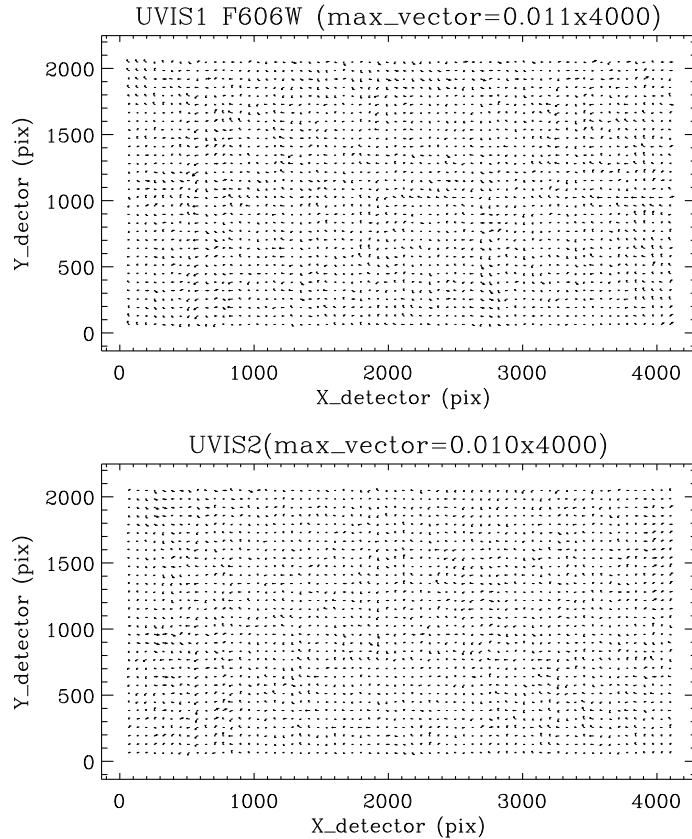 UVIS1 F606W (max_vector=0.011x4000)
2000
1500
1000
500
0
Y_dector (pix)
0 1000 2000 3000 4000
X_detector (pix)
UVIS2(max_vector=0.010x4000)
2000
1500
1000
500
0
Y_detector (pix)
0 1000 2000 3000 4000
X_detector (pix)